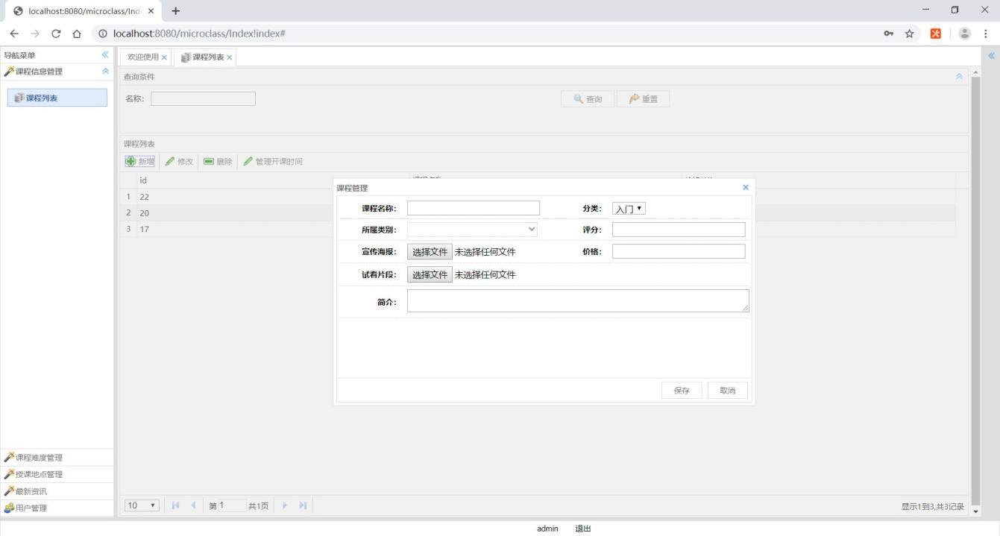 localhost:8080/microclass/Ind
localhost:8080/microclass/Index!index#
导航菜单
欢迎使用 课程列表
课程信息管理
查询条件
课程列表
名称: 查询 重置
课程列表
新增 修改 删除 管理开课时间
id
1 22
2 20
3 17
课程管理
课程名称: 分类: 入门
所属类别: 评分:
宣传海报: 选择文件 未选择任何文件 价格:
试看片段: 选择文件 未选择任何文件
简介:
保存 取消
课程难度管理
授课地点管理
最新资讯
用户管理
10 第 1 共1页 显示1到3,共3记录
admin 退出